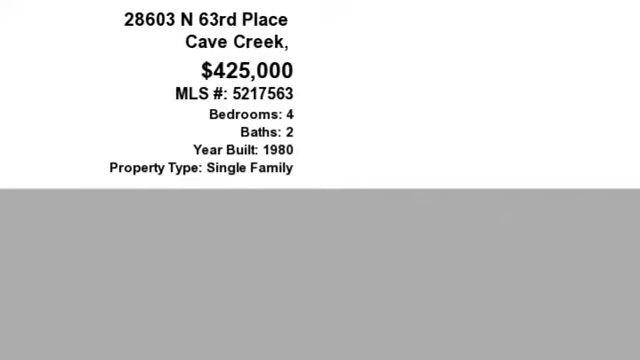 28603 N 63rd Place
Cave Creek,
$425,000
MLS #: 5217563
Bedrooms: 4
Baths: 2
Year Built: 1980
Property Type: Single Family